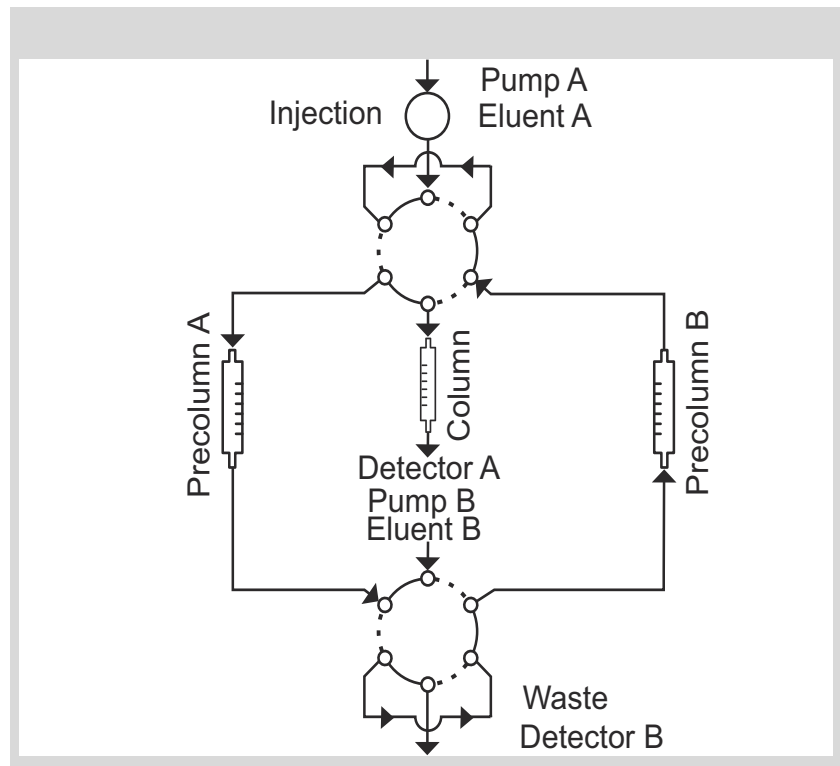 Pump A
Injection
Eluent A
Precolumn A
Column
Precolumn B
Detector A
Pump B
Eluent B
Waste
Detector B